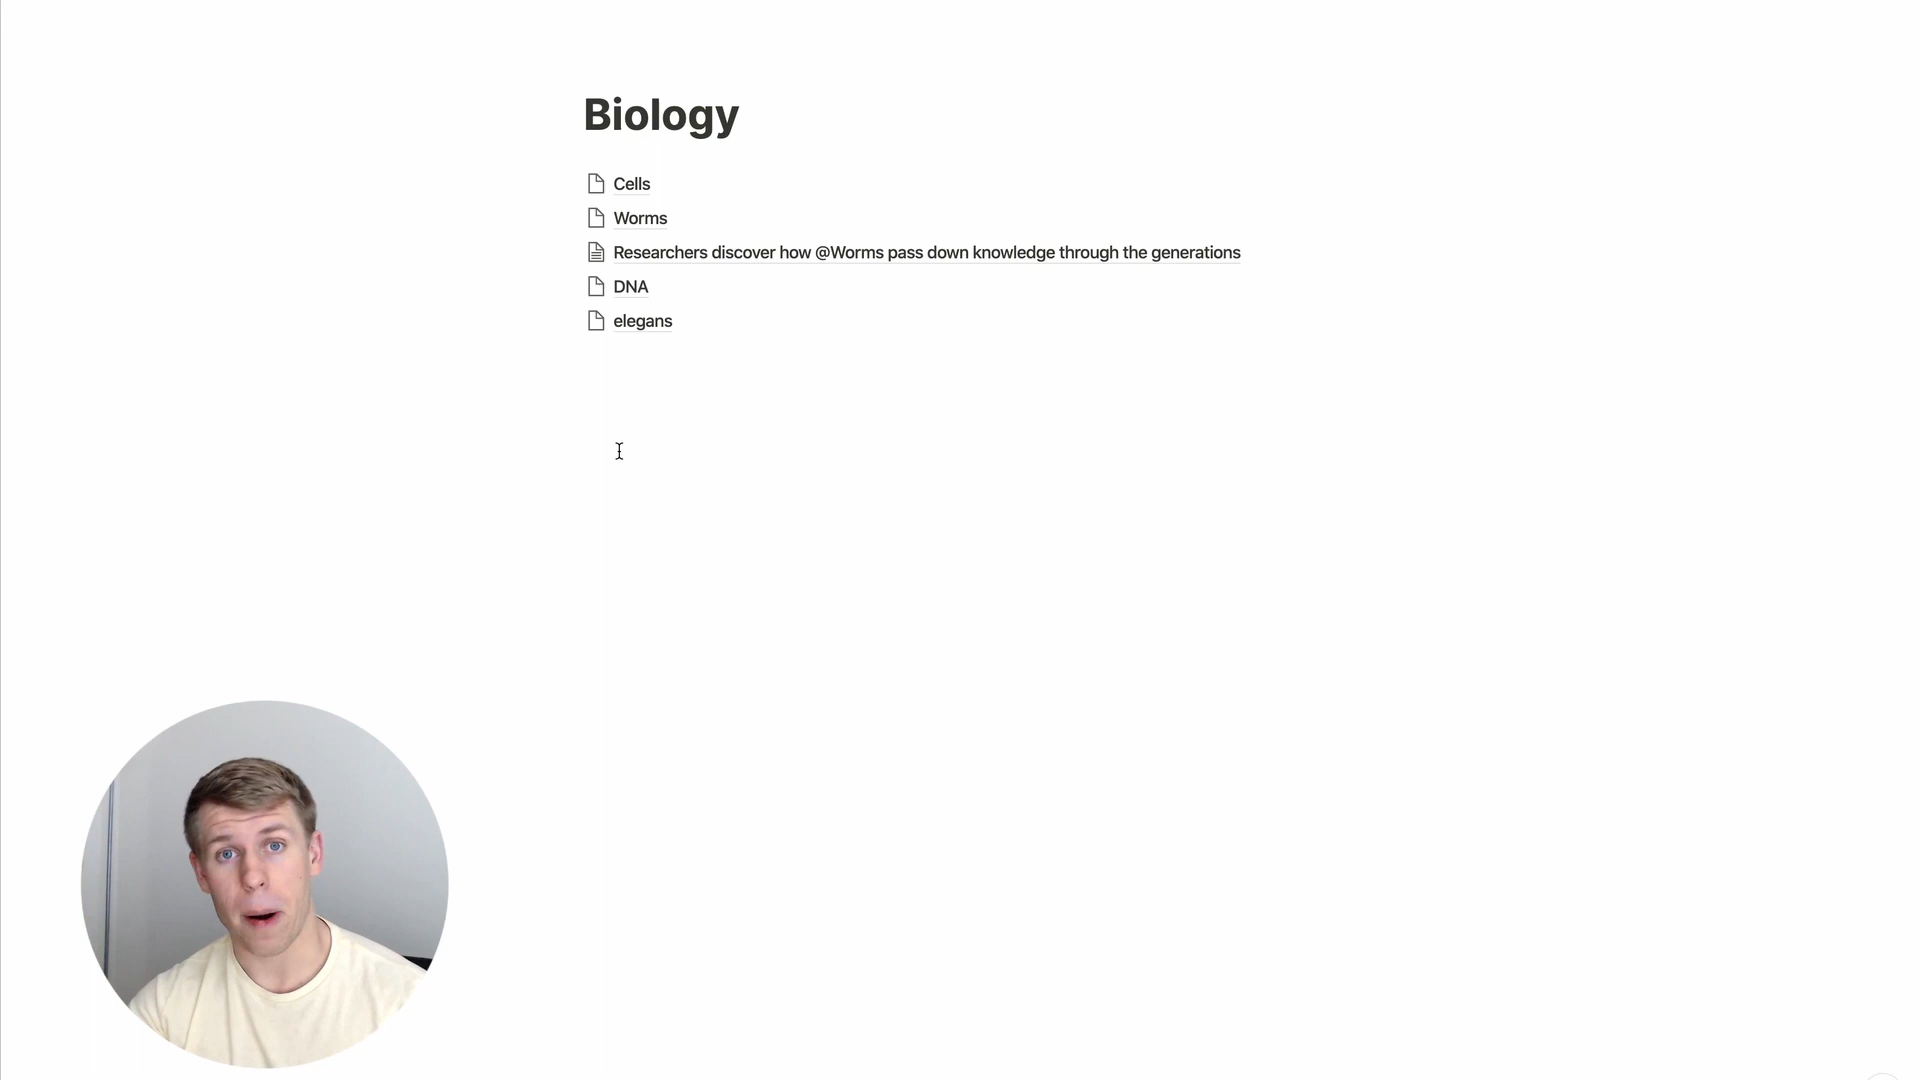 Biology
Cells
Worms
Researchers discover how @Worms pass down knowledge through the generations
DNA
elegans